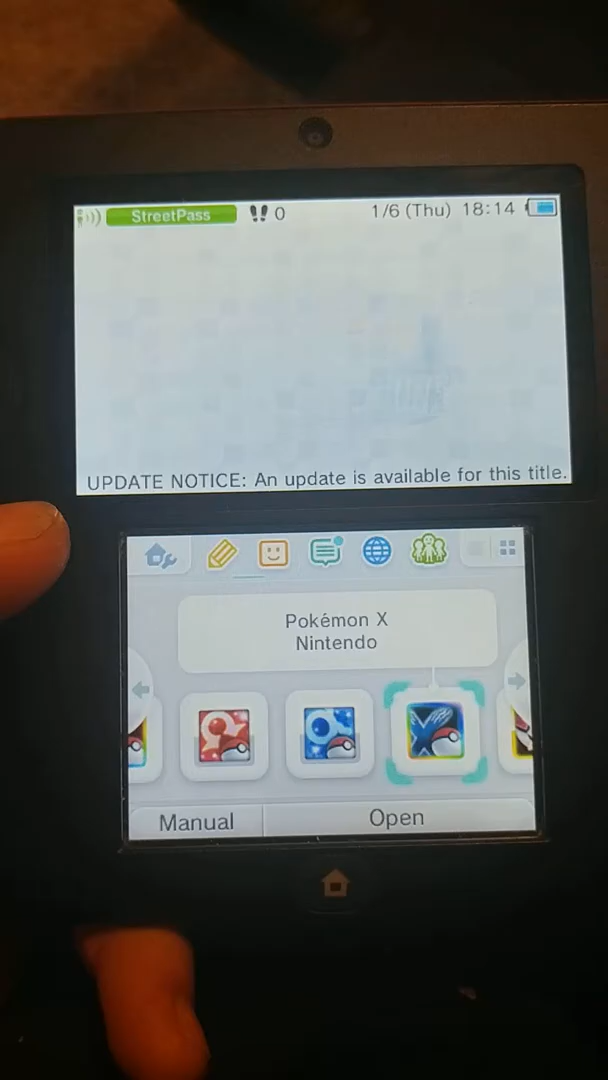 StreetPass 0 1/6 (Thu) 18:14
UPDATE NOTICE: An update is available for this title.
Pokémon X
Nintendo
Manual Open